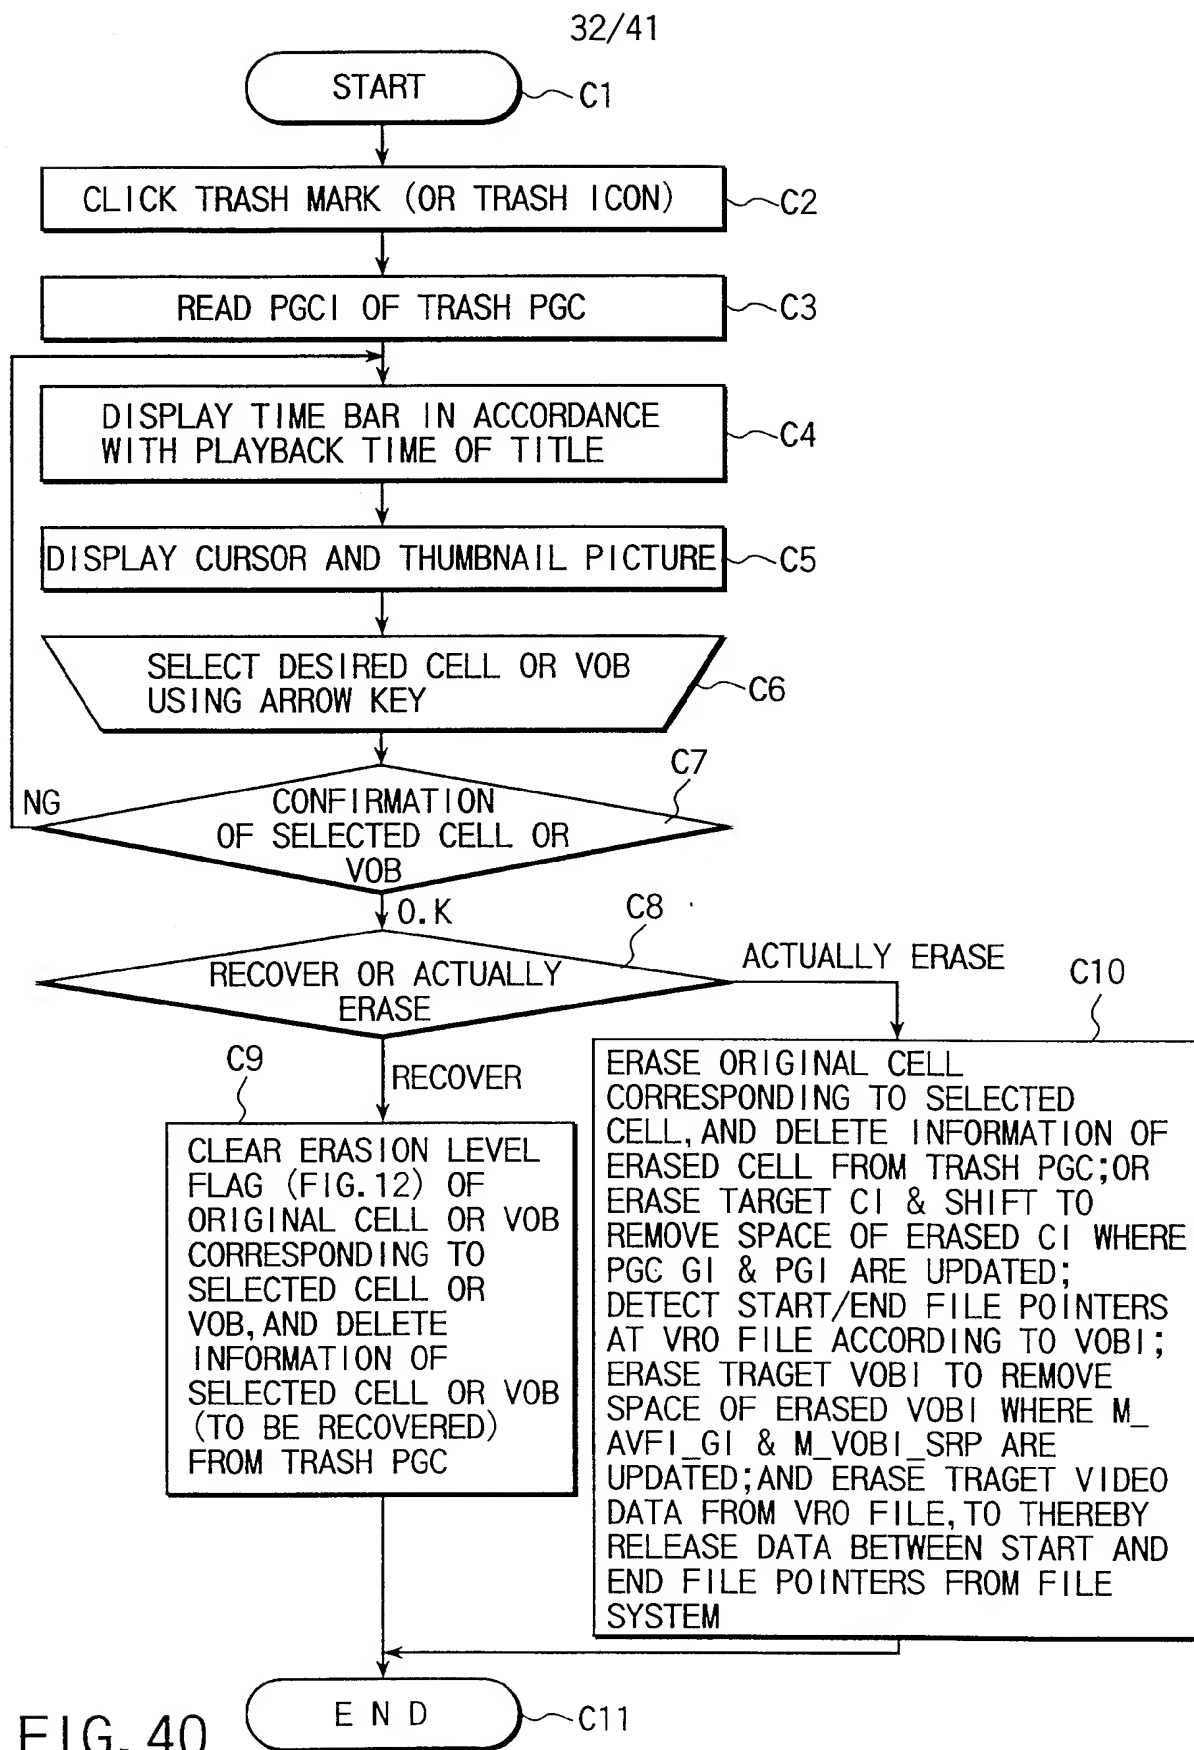 32/41
START
C1
CLICK TRASH MARK (OR TRASH ICON)
C2
READ PGCI OF TRASH PGC
C3
DISPLAY TIME BAR IN ACCORDANCE
WITH PLAYBACK TIME OF TITLE
C4
DISPLAY CURSOR AND THUMBNAIL PICTURE
C5
SELECT DESIRED CELL OR VOB
USING ARROW KEY
C6
C7
NG
CONFIRMATION
OF SELECTED CELL OR
VOB
O.K
C8
RECOVER OR ACTUALLY
ERASE
ACTUALLY ERASE
C10
C9
RECOVER
CLEAR ERASION LEVEL
FLAG (FIG.12) OF
ORIGINAL CELL OR VOB
CORRESPONDING TO
SELECTED CELL OR
VOB,AND DELETE
INFORMATION OF
SELECTED CELL OR VOB
(TO BE RECOVERED)
FROM TRASH PGC
ERASE ORIGINAL CELL
CORRESPONDING TO SELECTED
CELL,AND DELETE INFORMATION OF
ERASED CELL FROM TRASH PGC;OR
ERASE TARGET CI & SHIFT TO
REMOVE SPACE OF ERASED CI WHERE
PGC GI & PGI ARE UPDATED;
DETECT START/END FILE POINTERS
AT VRO FILE ACCORDING TO VOBI;
ERASE TRAGET VOBI TO REMOVE
SPACE OF ERASED VOBI WHERE M_
AVFI_GI & M_VOBI_SRP ARE
UPDATED;AND ERASE TRAGET VIDEO
DATA FROM VRO FILE,TO THEREBY
RELEASE DATA BETWEEN START AND
END FILE POINTERS FROM FILE
SYSTEM
END
C11
FIG.40